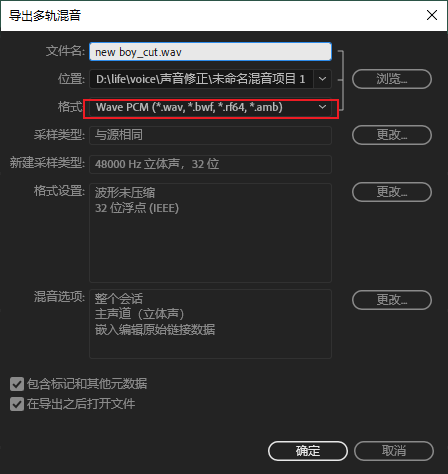 导出多轨混音
文件名: new boy_cut.wav
位置: D:\life\voice\声音修正\未命名混音项目 1 浏览...
格式: Wave PCM (*.wav, *.bwf, *.rf64, *.amb)
采样类型: 与源相同 更改...
新建采样类型: 48000 Hz 立体声，32 位
格式设置: 波形未压缩 更改...
32 位浮点 (IEEE)
混音选项: 整个会话 更改...
主声道（立体声）
嵌入编辑原始链接数据
包含标记和其他元数据
在导出之后打开文件
确定 取消